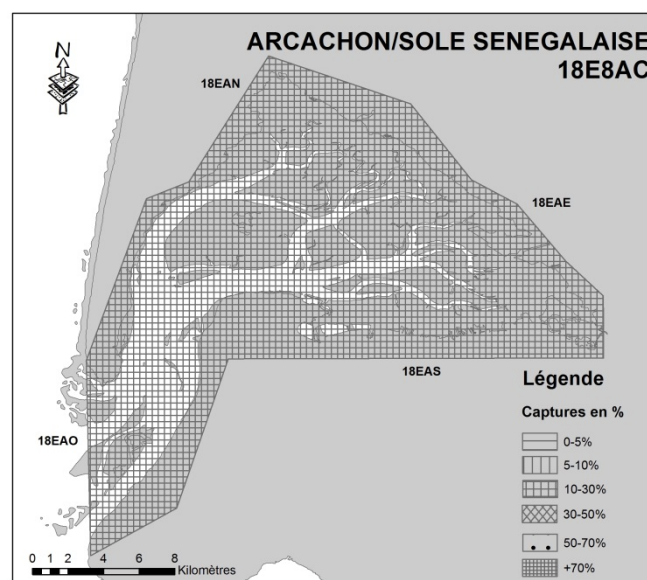 ARCACHON/SOLE SENEGALAISE
18E8AC
N
18EAN
18EAE
18EAS
18EAO
Légende
Captures en %
0-5%
5-10%
10-30%
30-50%
50-70%
+70%
0 1 2 4 6 8
Kilomètres